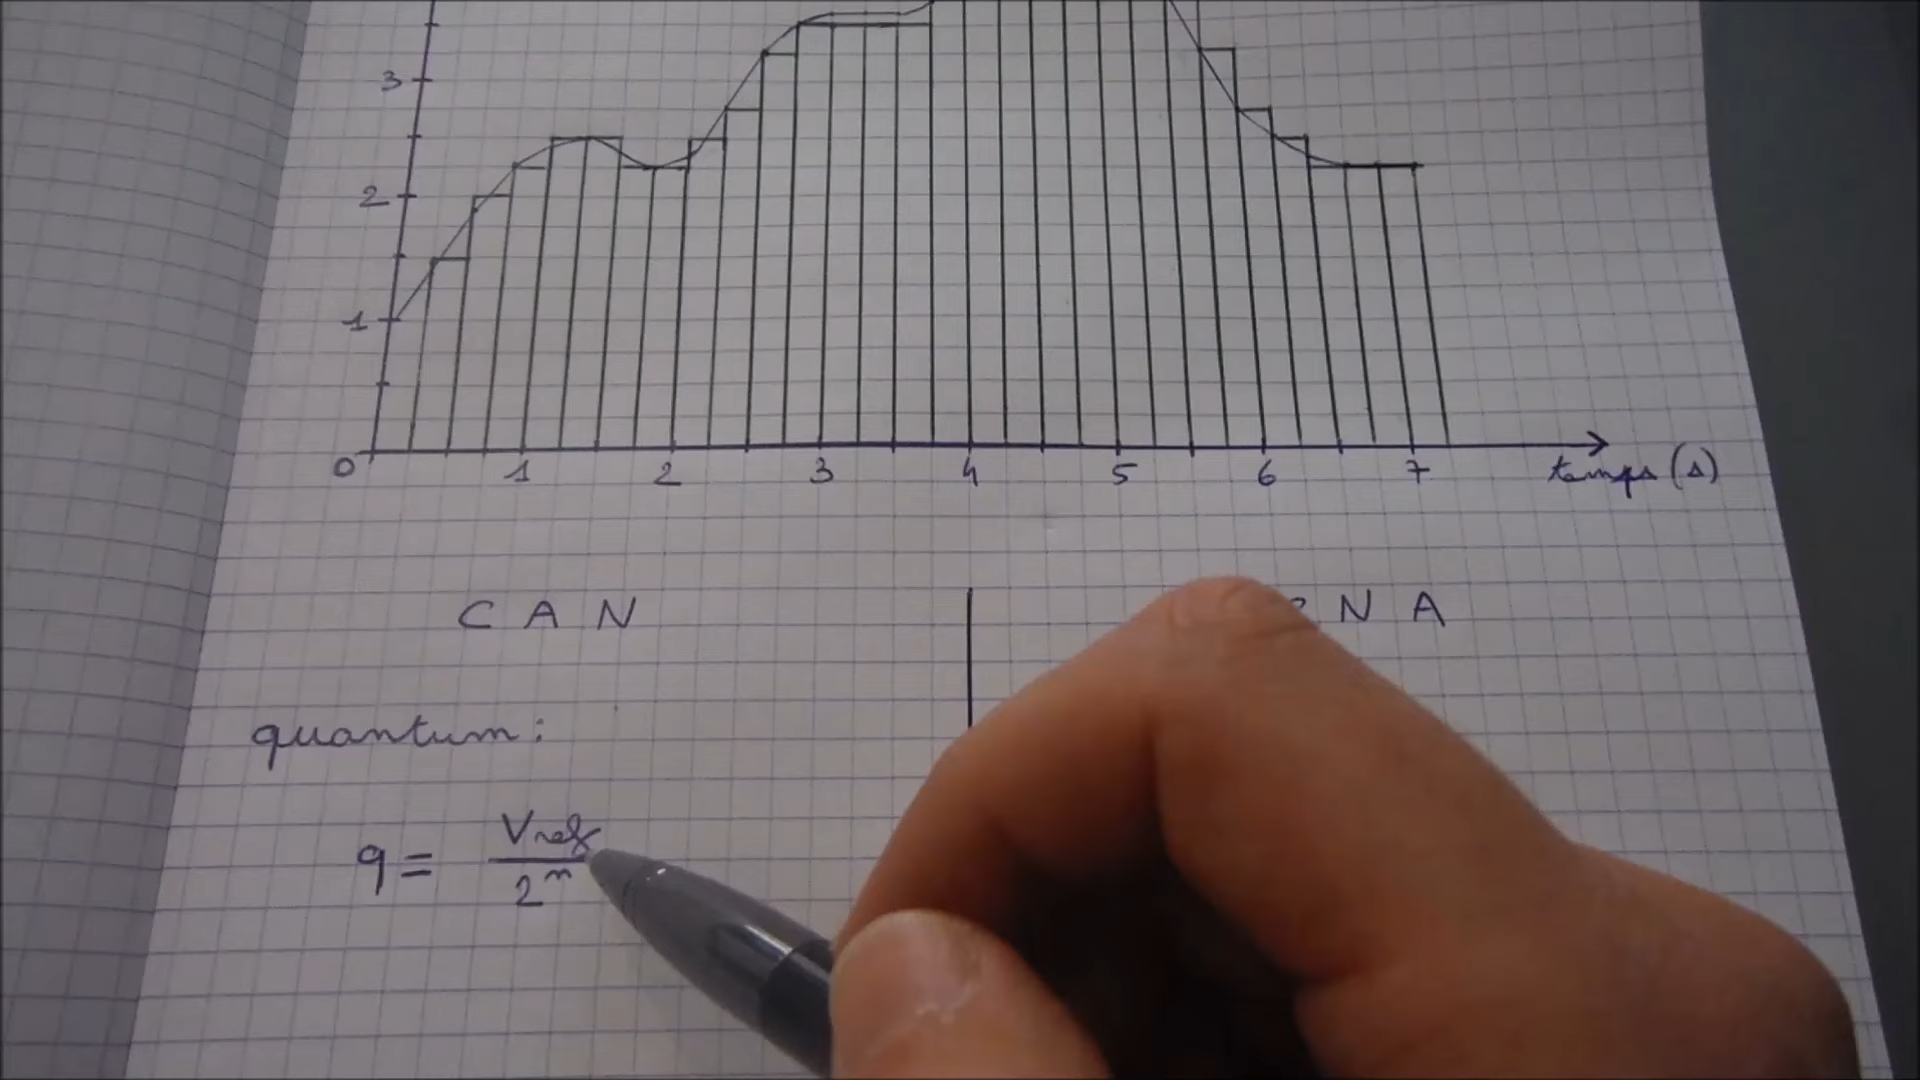 3
2
1
0 1 2 3 4 5 6 7 temps (s)
CAN N A
quantum:
q = Vref
2^n